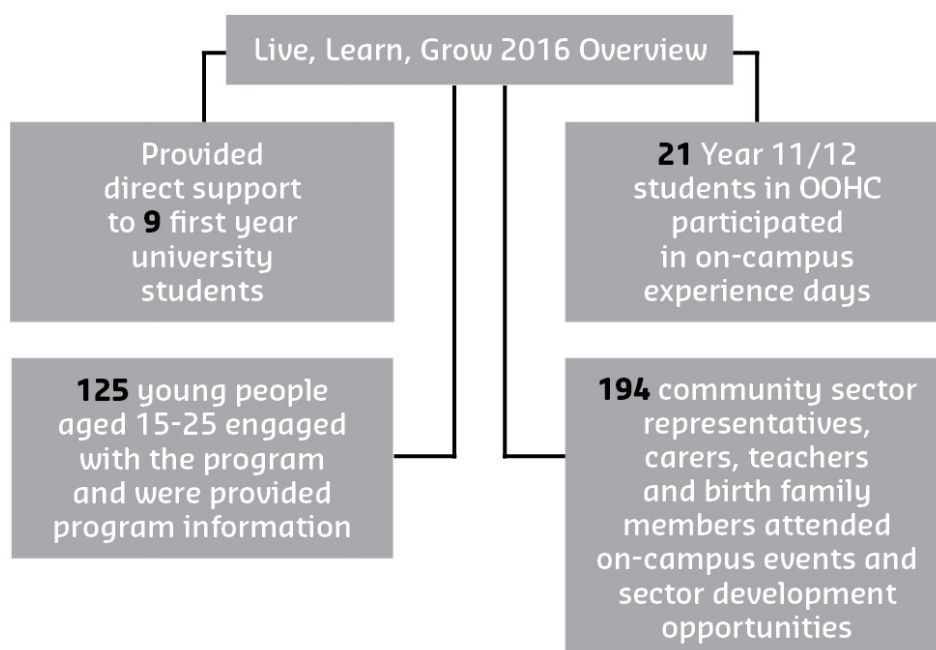 Live, Learn, Grow 2016 Overview
Provided
direct support
to 9 first year
university
students
21 Year 11/12
students in OOHC
participated
in on-campus
experience days
125 young people
aged 15-25 engaged
with the program
and were provided
program information
194 community sector
representatives,
carers, teachers
and birth family
members attended
on-campus events and
sector development
opportunities